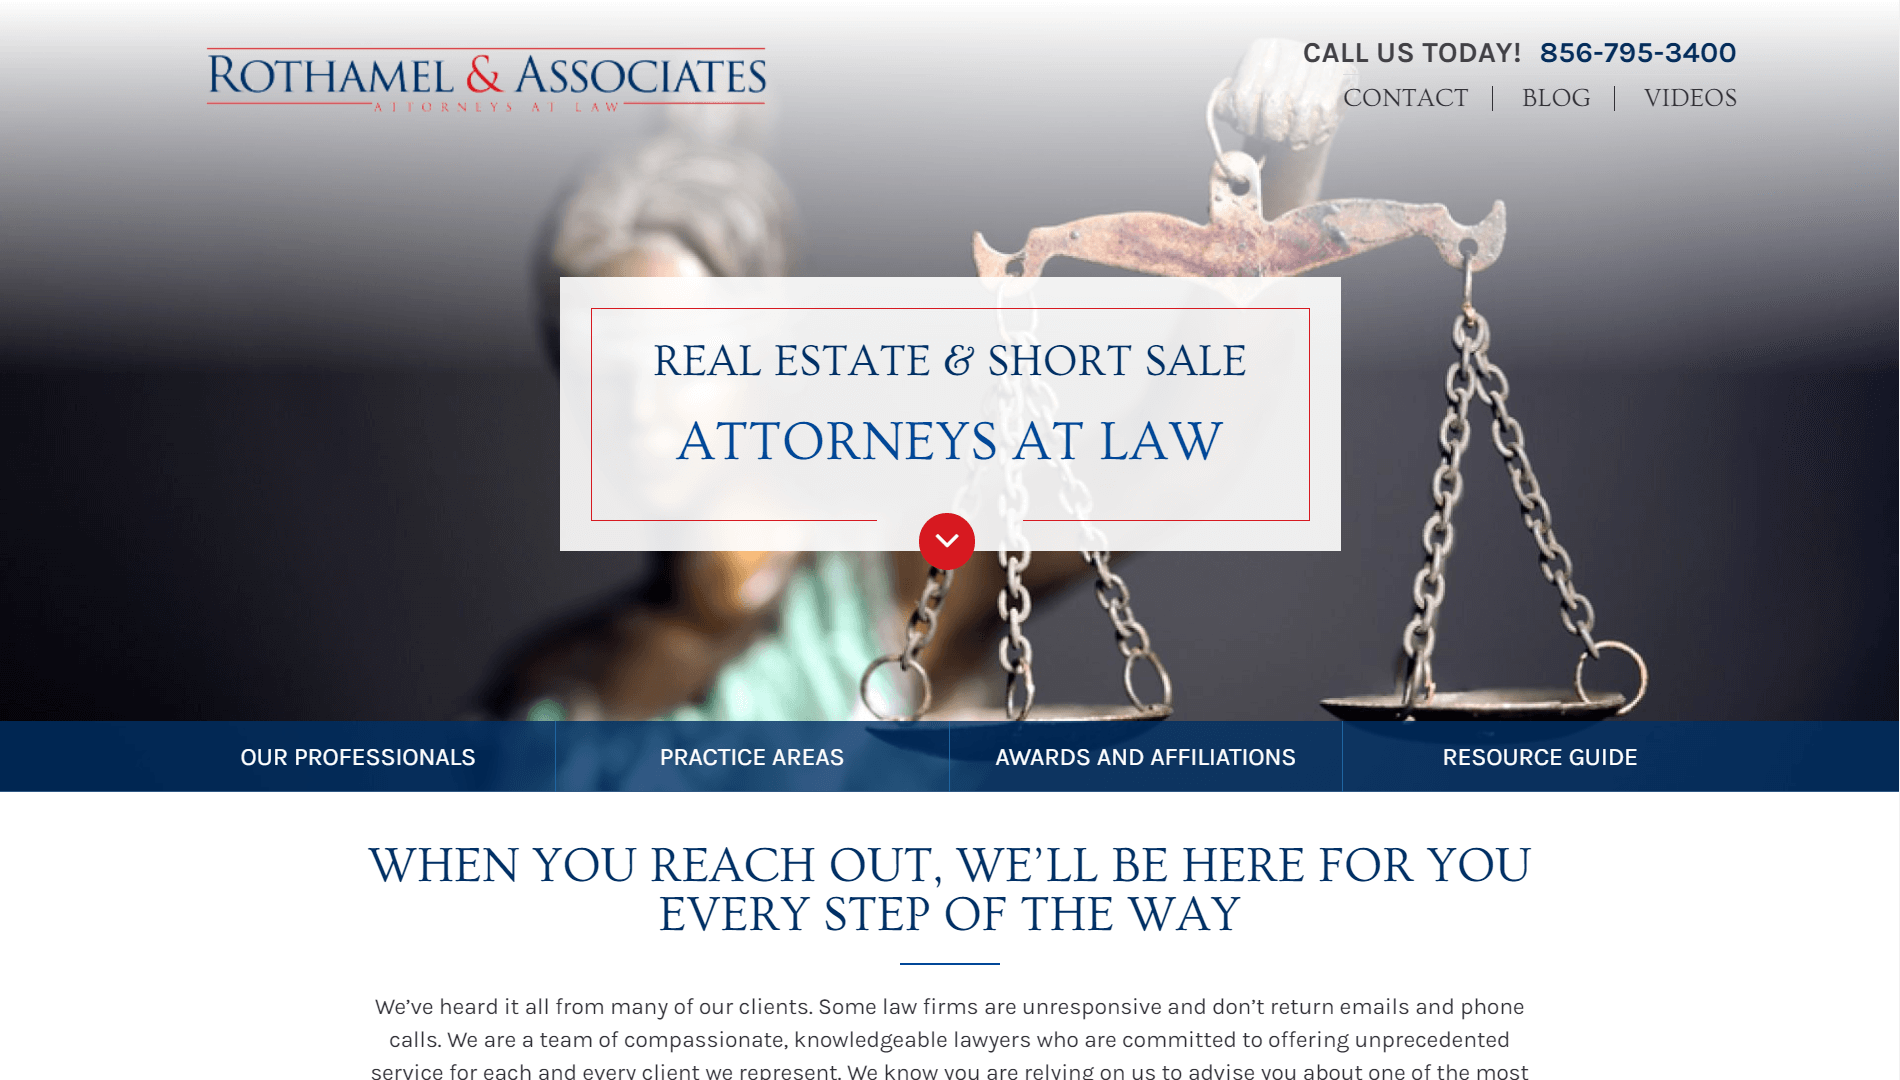 ROTHAMEL & ASSOCIATES
ATTORNEYS AT LAW
CALL US TODAY! 856-795-3400
CONTACT
BLOG
VIDEOS
REAL ESTATE & SHORT SALE
ATTORNEYS AT LAW
OUR PROFESSIONALS
PRACTICE AREAS
AWARDS AND AFFILIATIONS
RESOURCE GUIDE
WHEN YOU REACH OUT, WE’LL BE HERE FOR YOU
EVERY STEP OF THE WAY
We’ve heard it all from many of our clients. Some law firms are unresponsive and don’t return emails and phone
calls. We are a team of compassionate, knowledgeable lawyers who are committed to offering unprecedented
service for each and every client we represent. We know you are relying on us to advise you about one of the most